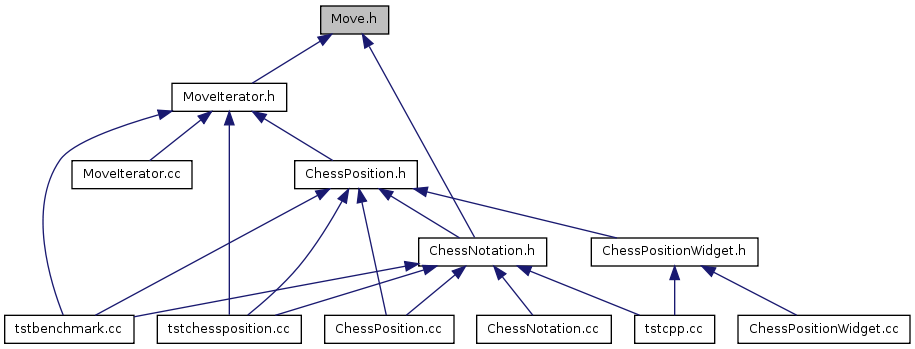 Move.h
MoveIterator.h
MoveIterator.cc
ChessPosition.h
ChessNotation.h
ChessPositionWidget.h
tstbenchmark.cc
tstchessposition.cc
ChessPosition.cc
ChessNotation.cc
tstcpp.cc
ChessPositionWidget.cc